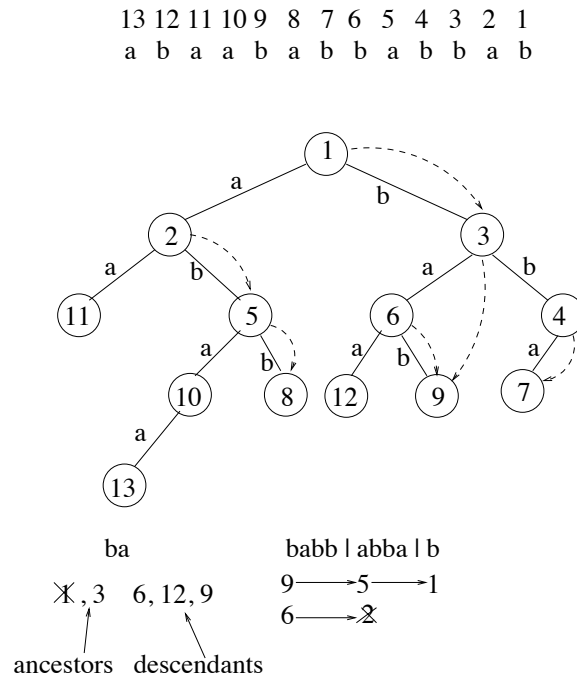 13 12 11 10 9 8 7 6 5 4 3 2 1
a b a a b a b b a b b a b
1
a b
2 3
a b a b
11 5 6 4
a b a b a
10 8 12 9 7
a
13
ba babb | abba | b
9 5 1
1 , 3 6, 12, 9 6 2
ancestors descendants